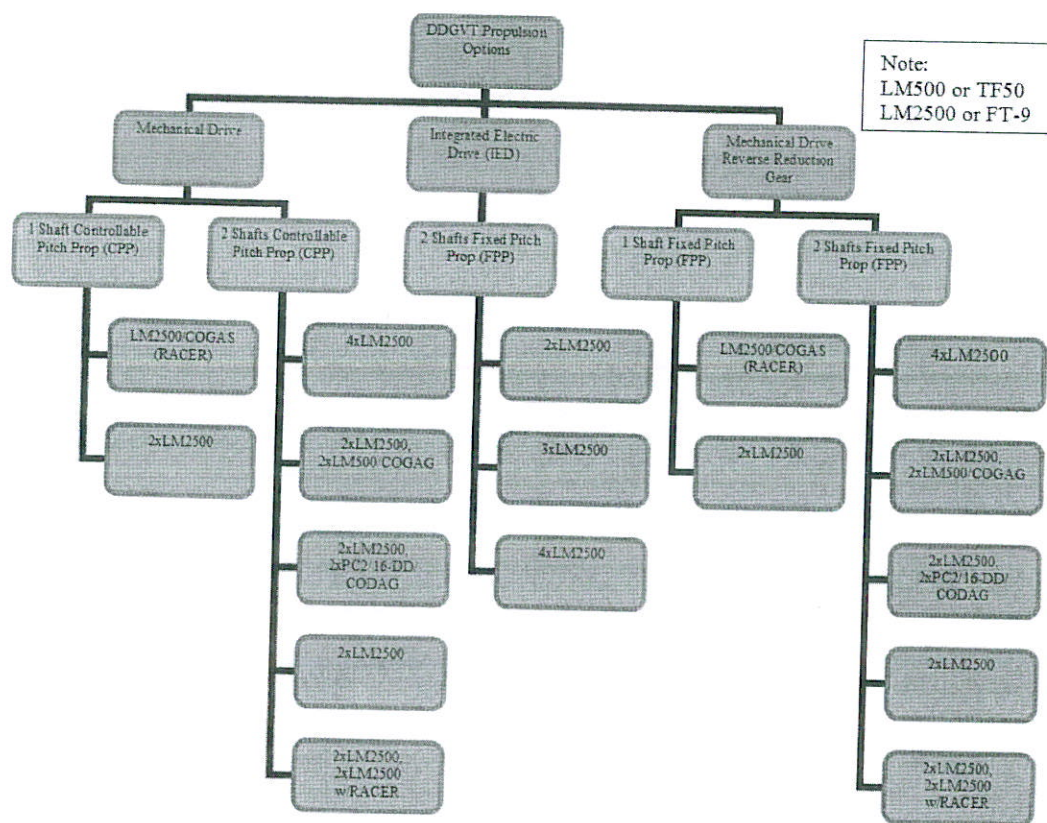 DDGVT Propulsion
Options
Note:
LM500 or TF50
LM2500 or FT-9
Mechanical Drive
Integrated Electric
Drive (IED)
Mechanical Drive
Reverse Reduction
Gear
1 Shaft Controllable
Pitch Prop (CPP)
2 Shafts Controllable
Pitch Prop (CPP)
2 Shafts Fixed Pitch
Prop (FPP)
1 Shaft Fixed Pitch
Prop (FPP)
2 Shafts Fixed Pitch
Prop (FPP)
LM2500/COGAS
(RACER)
2xLM2500
4xLM2500
2xLM2500,
2xLM500/COGAG
2xLM2500,
2xPC2/16-DD/
CODAG
2xLM2500
2xLM2500,
2xLM2500
w/RACER
2xLM2500
3xLM2500
4xLM2500
LM2500/COGAS
(RACER)
2xLM2500
4xLM2500
2xLM2500,
2xLM500/COGAG
2xLM2500,
2xPC2/16-DD/
CODAG
2xLM2500
2xLM2500,
2xLM2500
w/RACER